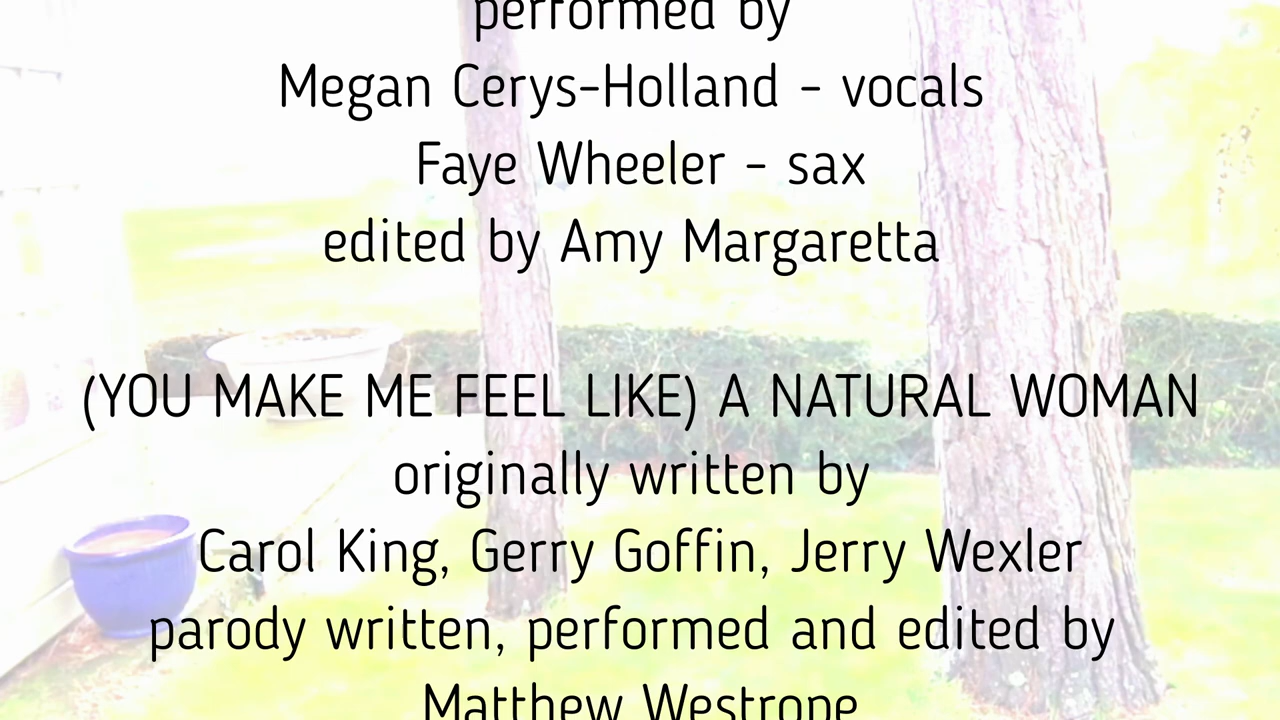 performed by
Megan Cerys-Holland - vocals
Faye Wheeler - sax
edited by Amy Margaretta
(YOU MAKE ME FEEL LIKE) A NATURAL WOMAN
originally written by
Carol King, Gerry Goffin, Jerry Wexler
parody written, performed and edited by
Matthew Westrope